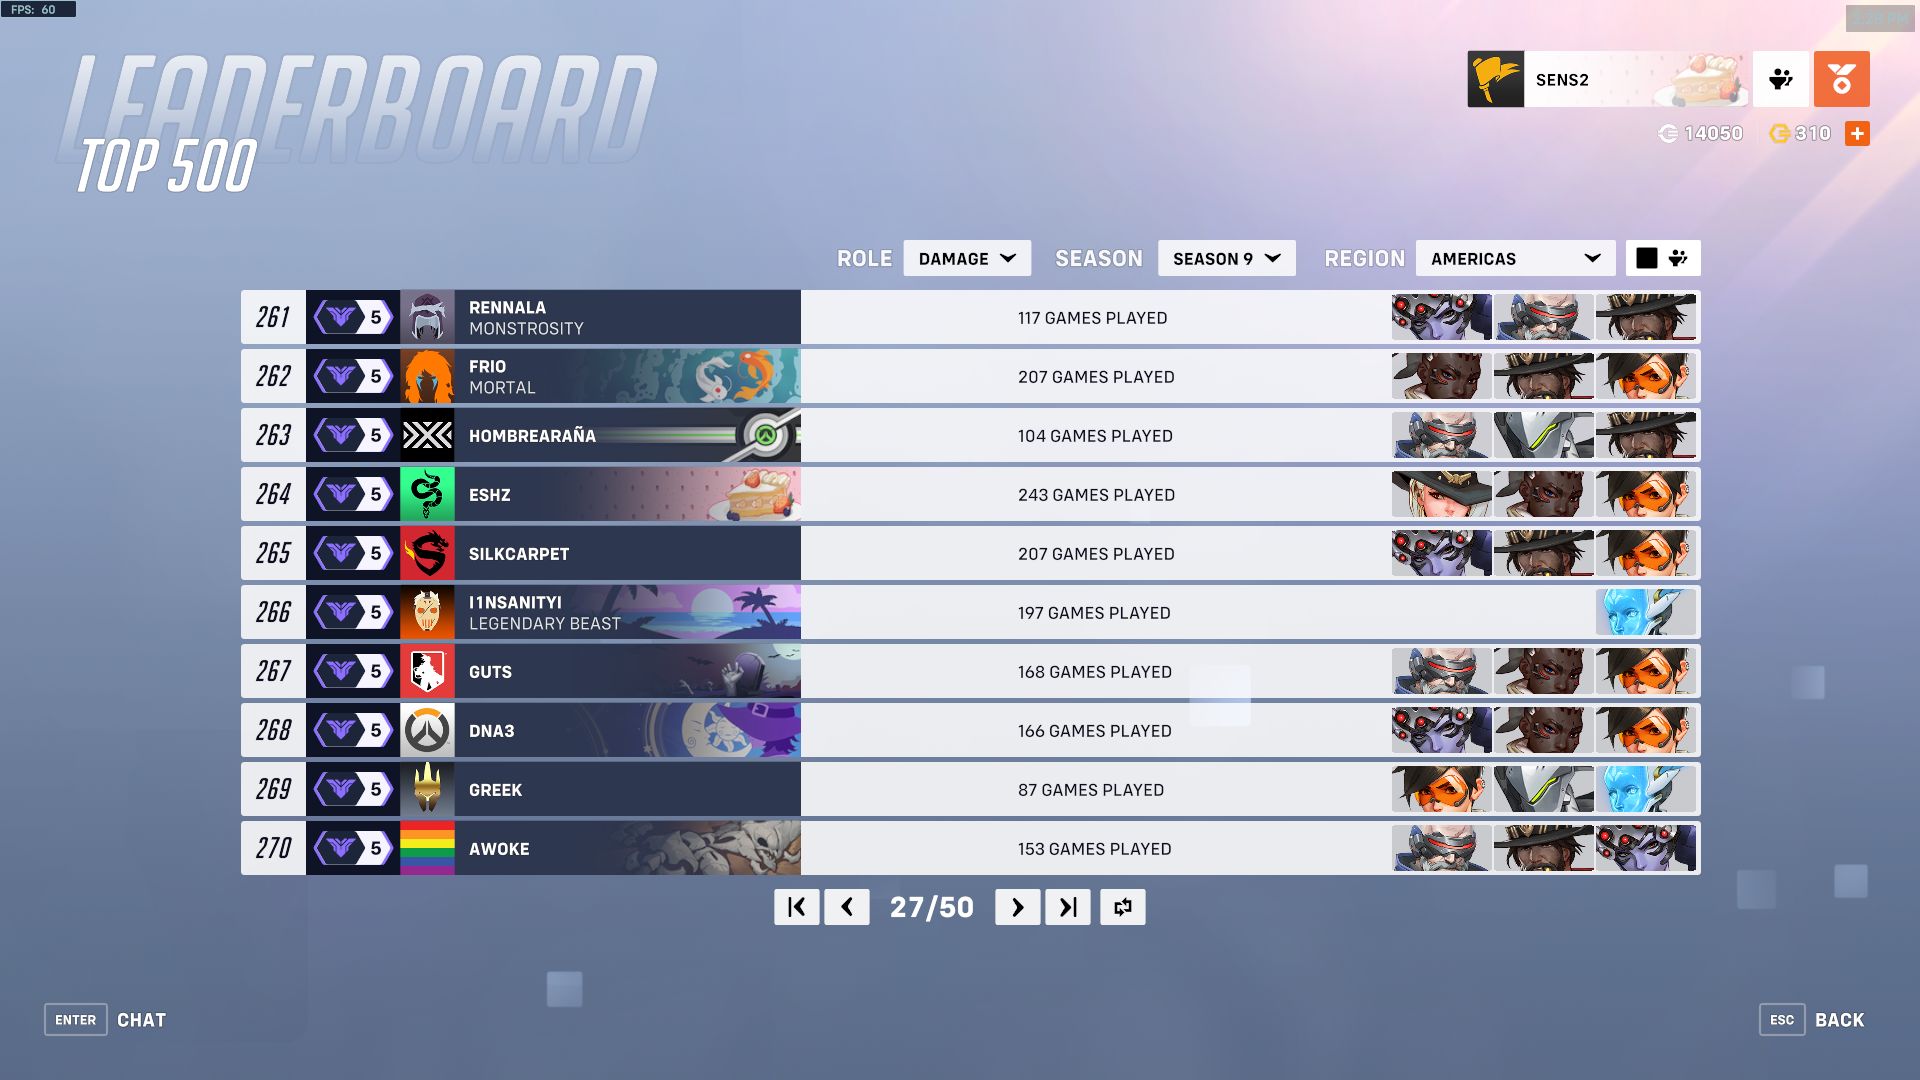 FPS: 60
3:28 PM
LEADERBOARD
TOP 500
SENS2
14050
310
ROLE DAMAGE SEASON SEASON 9 REGION AMERICAS
261 5 RENNALA 117 GAMES PLAYED
MONSTROSITY
262 5 FRIO 207 GAMES PLAYED
MORTAL
263 5 HOMBREARAÑA 104 GAMES PLAYED
264 5 ESHZ 243 GAMES PLAYED
265 5 SILKCARPET 207 GAMES PLAYED
266 5 I1NSANITYI 197 GAMES PLAYED
LEGENDARY BEAST
267 5 GUTS 168 GAMES PLAYED
268 5 DNA3 166 GAMES PLAYED
269 5 GREEK 87 GAMES PLAYED
270 5 AWOKE 153 GAMES PLAYED
27/50
ENTER CHAT
ESC BACK